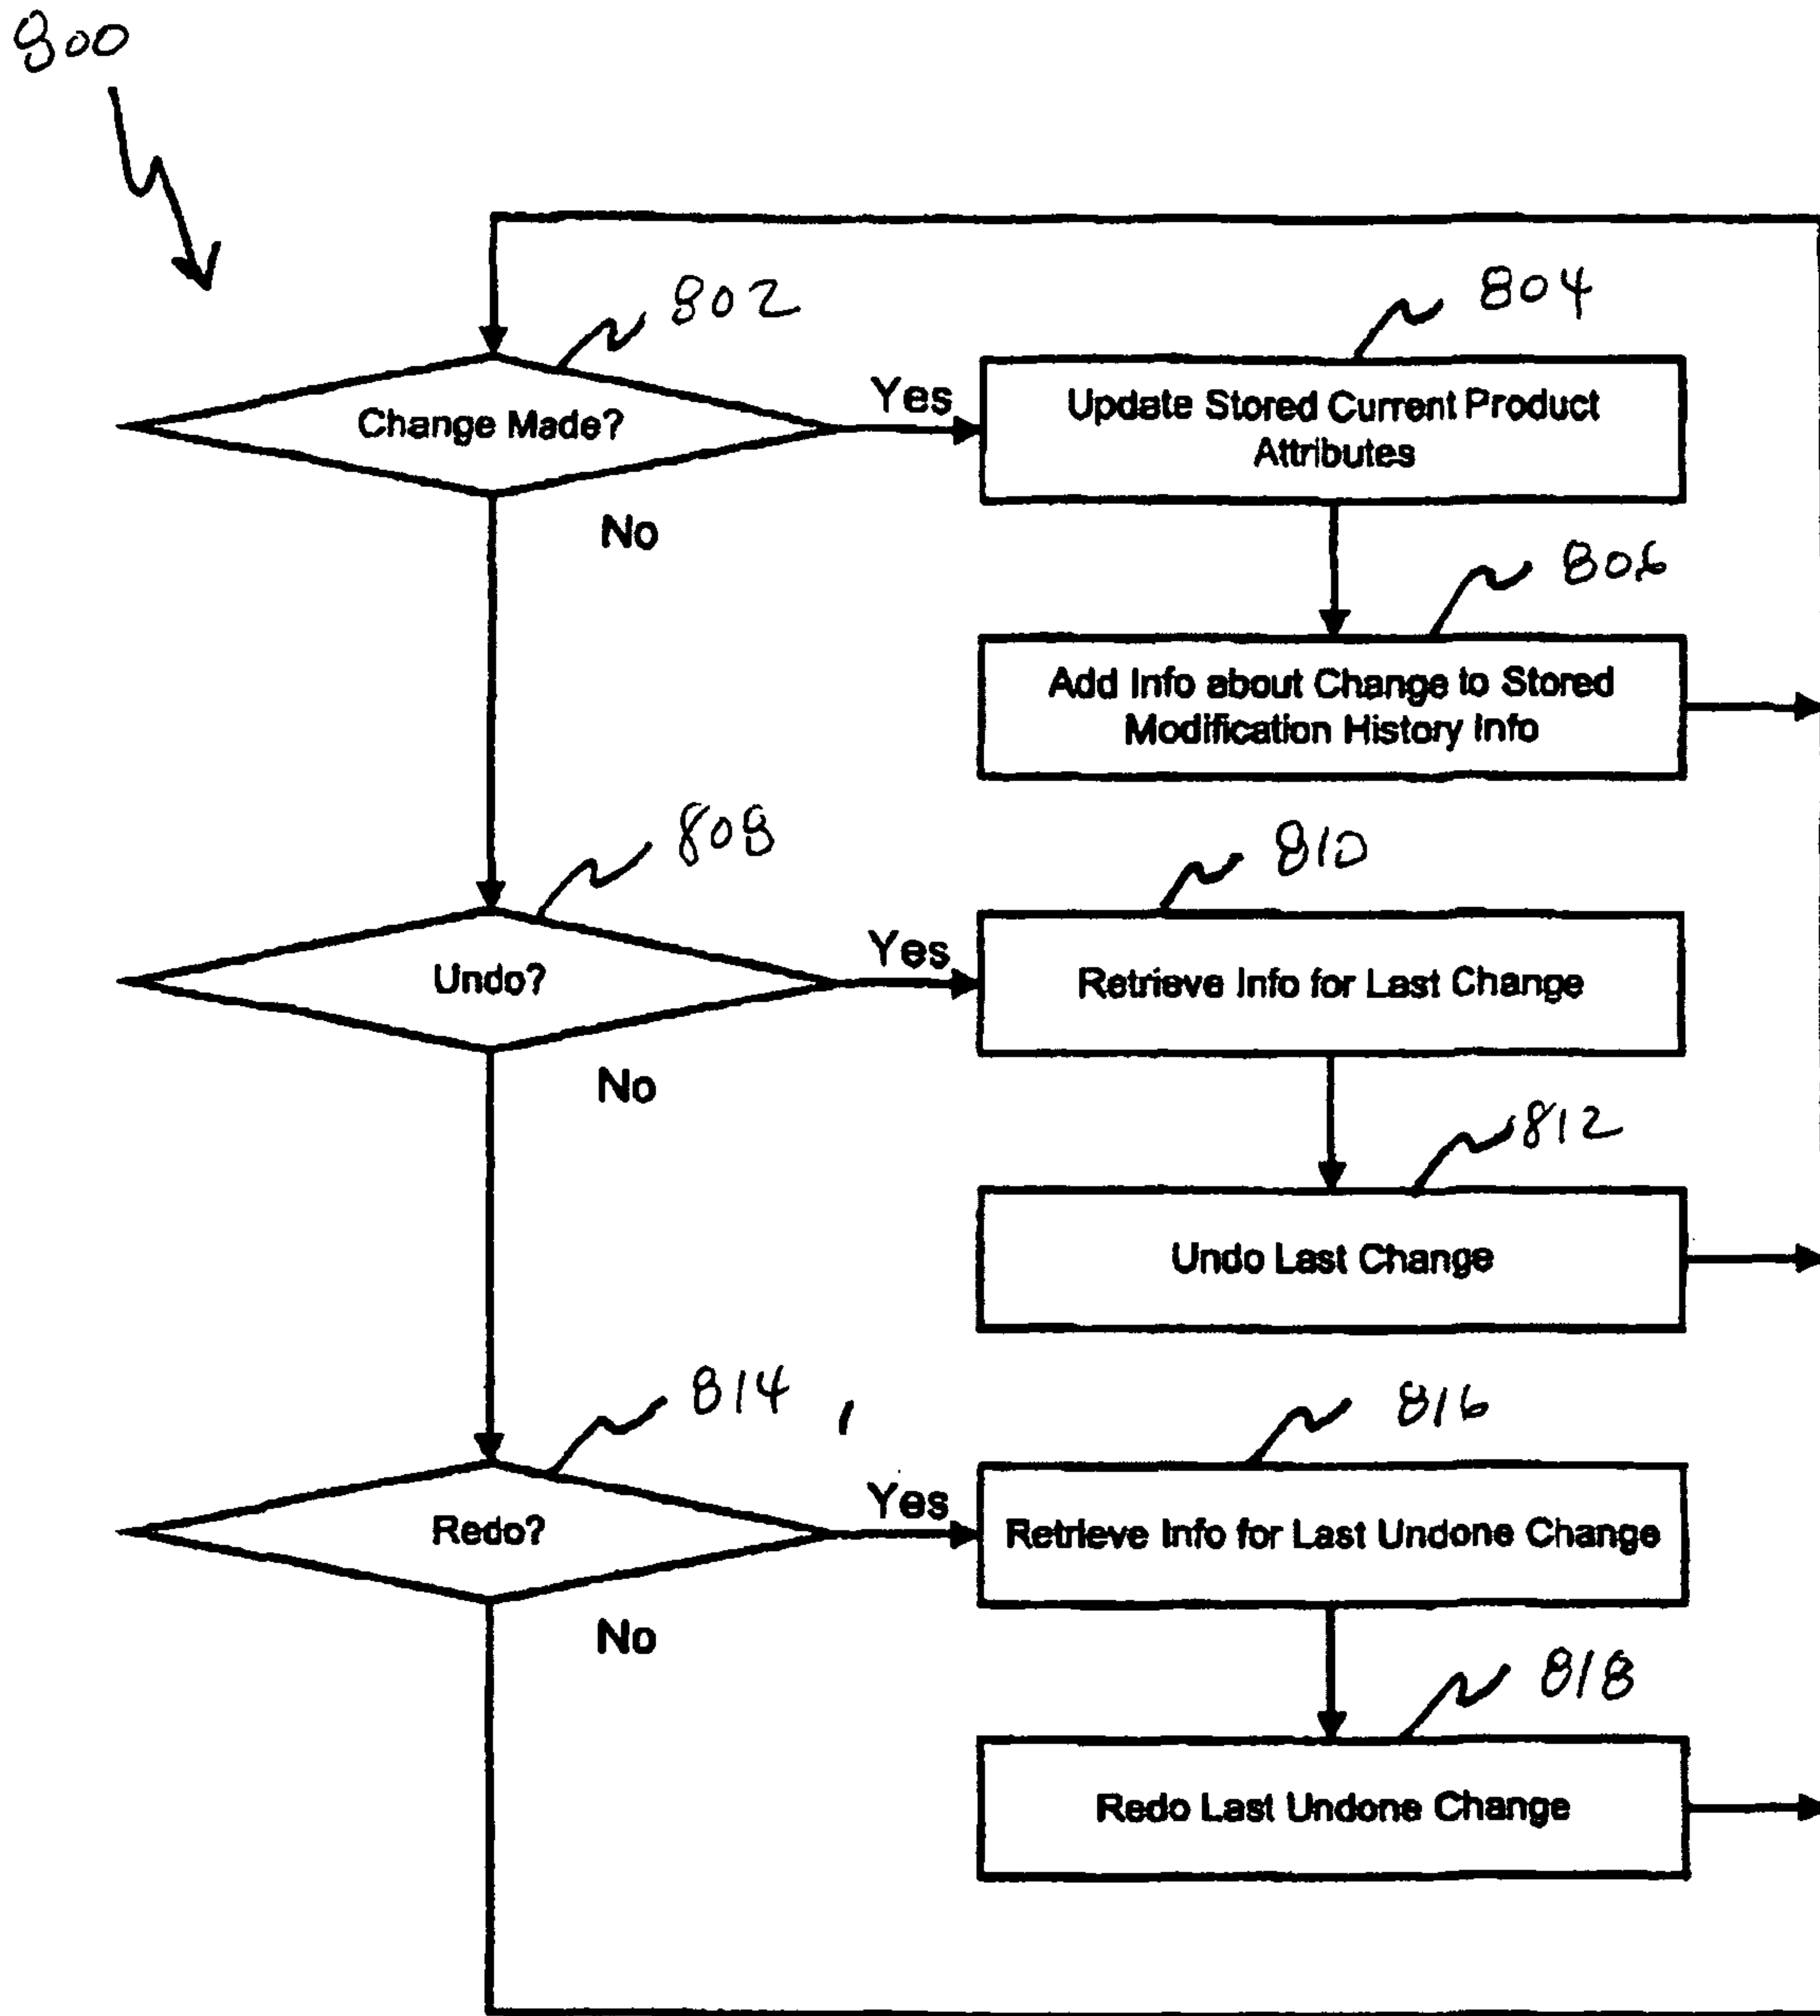 800
802
804
Change Made?
Yes
Update Stored Current Product
Attributes
No
806
Add Info about Change to Stored
Modification History Info
808
810
Undo?
Yes
Retrieve Info for Last Change
No
812
Undo Last Change
814
816
Redo?
Yes
Retrieve Info for Last Undone Change
No
818
Redo Last Undone Change